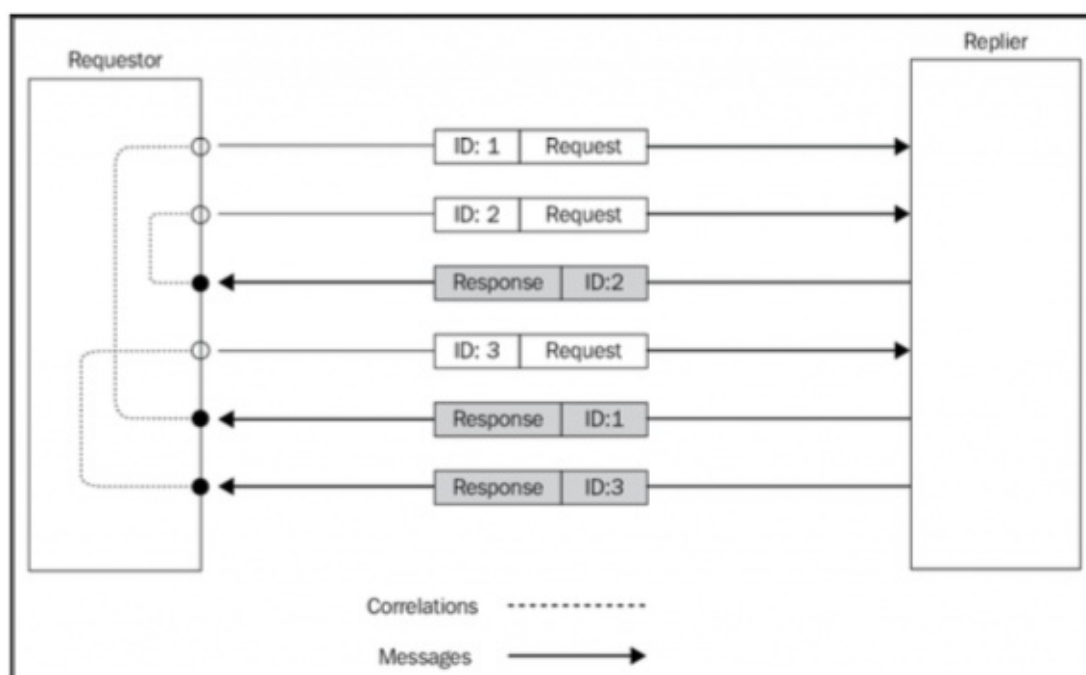 Requestor
Replier
ID: 1 Request
ID: 2 Request
Response ID:2
ID: 3 Request
Response ID:1
Response ID:3
Correlations
Messages